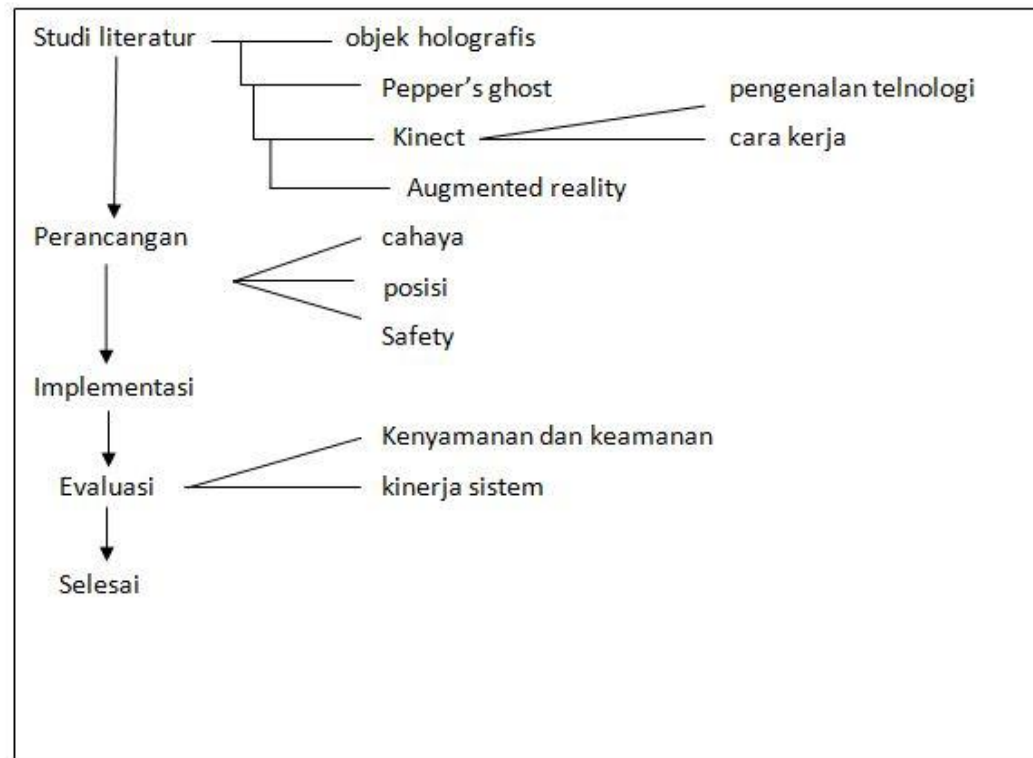 Studi literatur
objek holografis
Pepper's ghost
pengenalan telnologi
Kinect
cara kerja
Augmented reality
Perancangan
cahaya
posisi
Safety
Implementasi
Kenyamanan dan keamanan
Evaluasi
kinerja sistem
Selesai